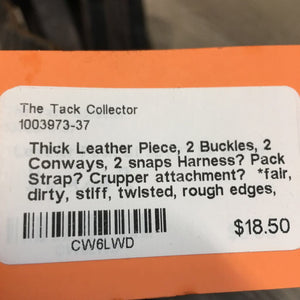 The Tack Collector
1003973-37
Thick Leather Piece, 2 Buckles, 2
Conways, 2 snaps Harness? Pack
Strap? Crupper attachment? *fair,
dirty, stiff, twisted, rough edges,
CW6LWD
$18.50